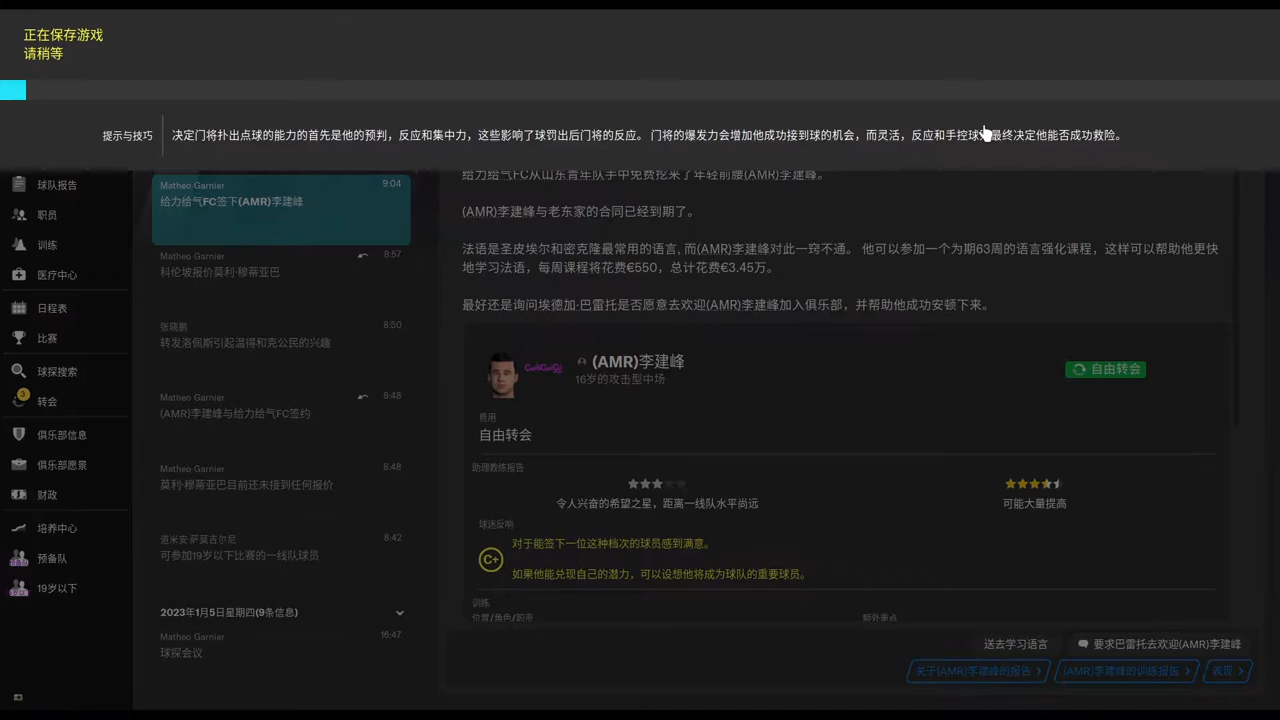 正在保存游戏
请稍等
提示与技巧
决定门将扑出点球的能力的首先是他的预判，反应和集中力，这些影响了球罚出后门将的反应。 门将的爆发力会增加他成功接到球的机会，而灵活，反应和手控球 最终决定他能否成功救险。
球队报告
职员
训练
医疗中心
日程表
比赛
球探搜索
3
转会
俱乐部信息
俱乐部愿景
财政
培养中心
预备队
19岁以下
Matheo Garnier 9:04
给力给气FC签下(AMR)李建峰
Matheo Garnier 8:57
科伦坡报价莫利·穆蒂亚巴
张曉鹏 8:50
转发洛佩斯引起温得和克公民的兴趣
Matheo Garnier 8:48
(AMR)李建峰与给力给气FC签约
Matheo Garnier 8:48
莫利·穆蒂亚巴目前还未接到任何报价
道米安·萨莫吉尔尼 8:42
可参加19岁以下比赛的一线队球员
2023年1月5日星期四(9条信息)
Matheo Garnier 16:47
球探会议
给力给气FC从山东青年队手中免费挖来了年轻前腰(AMR)李建峰。
(AMR)李建峰与老东家的合同已经到期了。
法语是圣皮埃尔和密克隆最常用的语言, 而(AMR)李建峰对此一窍不通。 他可以参加一个为期63周的语言强化课程，这样可以帮助他更快
地学习法语，每周课程将花费€550，总计花费€3.45万。
最好还是询问埃德加·巴雷托是否愿意去欢迎(AMR)李建峰加入俱乐部，并帮助他成功安顿下来。
(AMR)李建峰
16岁的攻击型中场
自由转会
费用
自由转会
助理教练报告
令人兴奋的希望之星，距离一线队水平尚远
可能大量提高
球迷反响
C+
对于能签下一位这种档次的球员感到满意。
如果他能兑现自己的潜力，可以设想他将成为球队的重要球员。
训练
位置/角色/职责 额外重点
送去学习语言
要求巴雷托去欢迎(AMR)李建峰
关于(AMR)李建峰的报告
(AMR)李建峰的训练报告
表现